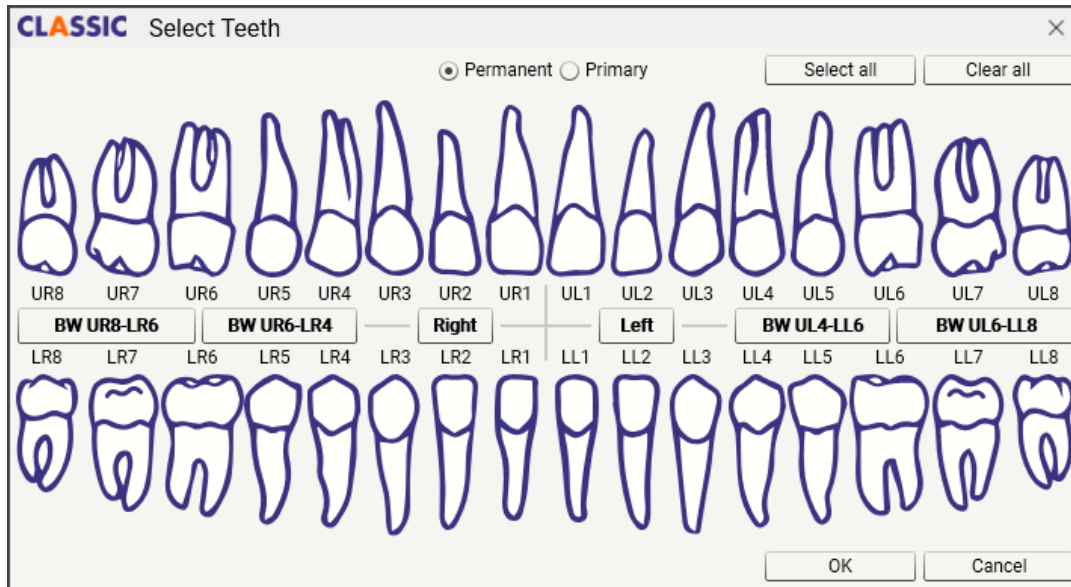 CLASSIC Select Teeth
Permanent Primary Select all Clear all
UR8 UR7 UR6 UR5 UR4 UR3 UR2 UR1 UL1 UL2 UL3 UL4 UL5 UL6 UL7 UL8
BW UR8-LR6 BW UR6-LR4 Right Left BW UL4-LL6 BW UL6-LL8
LR8 LR7 LR6 LR5 LR4 LR3 LR2 LR1 LL1 LL2 LL3 LL4 LL5 LL6 LL7 LL8
OK Cancel